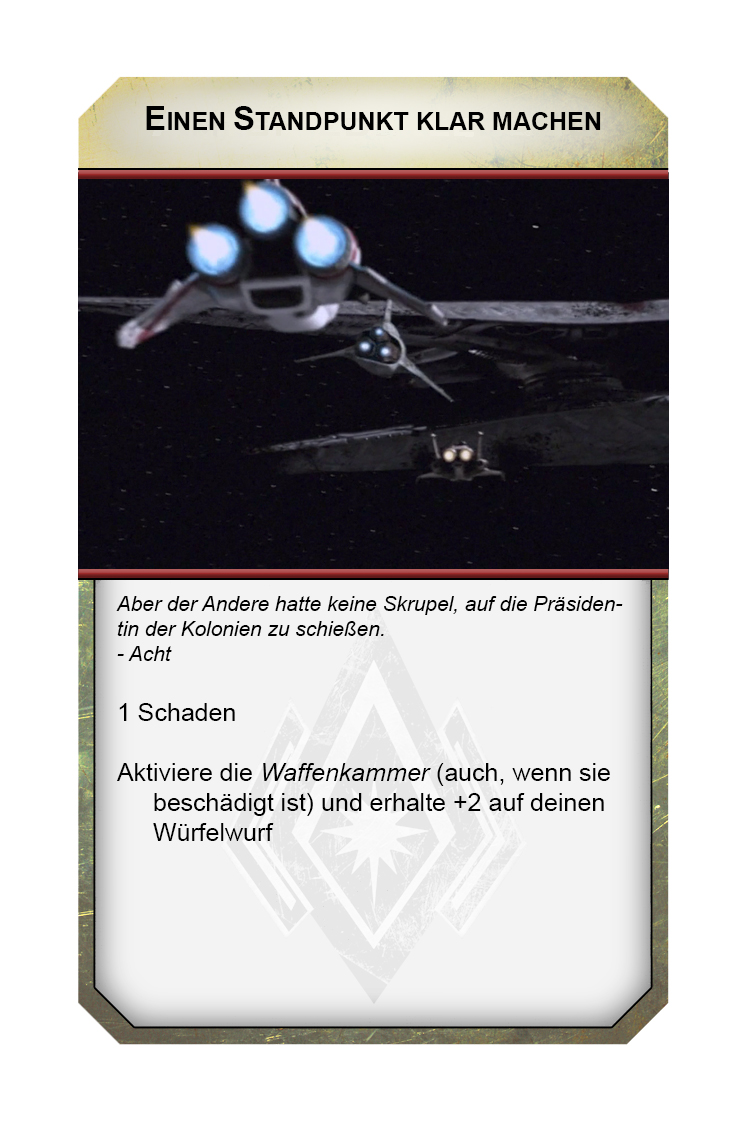 EINEN STANDPUNKT KLAR MACHEN
Aber der Andere hatte keine Skrupel, auf die Präsiden-
tin der Kolonien zu schießen.
- Acht
1 Schaden
Aktiviere die Waffenkammer (auch, wenn sie
beschädigt ist) und erhalte +2 auf deinen
Würfelwurf